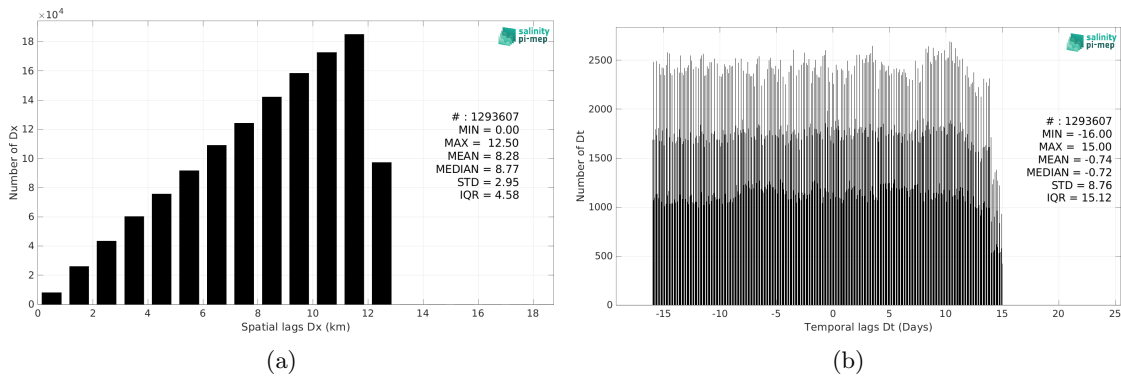 ×10⁴
18
16
14
12
10
8
6
4
2
0
Number of Dx
0 2 4 6 8 10 12 14 16 18
Spatial lags Dx (km)
salinity
pi-mep
# : 1293607
MIN = 0.00
MAX = 12.50
MEAN = 8.28
MEDIAN = 8.77
STD = 2.95
IQR = 4.58
(a)
2500
2000
1500
1000
500
0
Number of Dt
-15 -10 -5 0 5 10 15 20 25
Temporal lags Dt (Days)
salinity
pi-mep
# : 1293607
MIN = -16.00
MAX = 15.00
MEAN = -0.74
MEDIAN = -0.72
STD = 8.76
IQR = 15.12
(b)